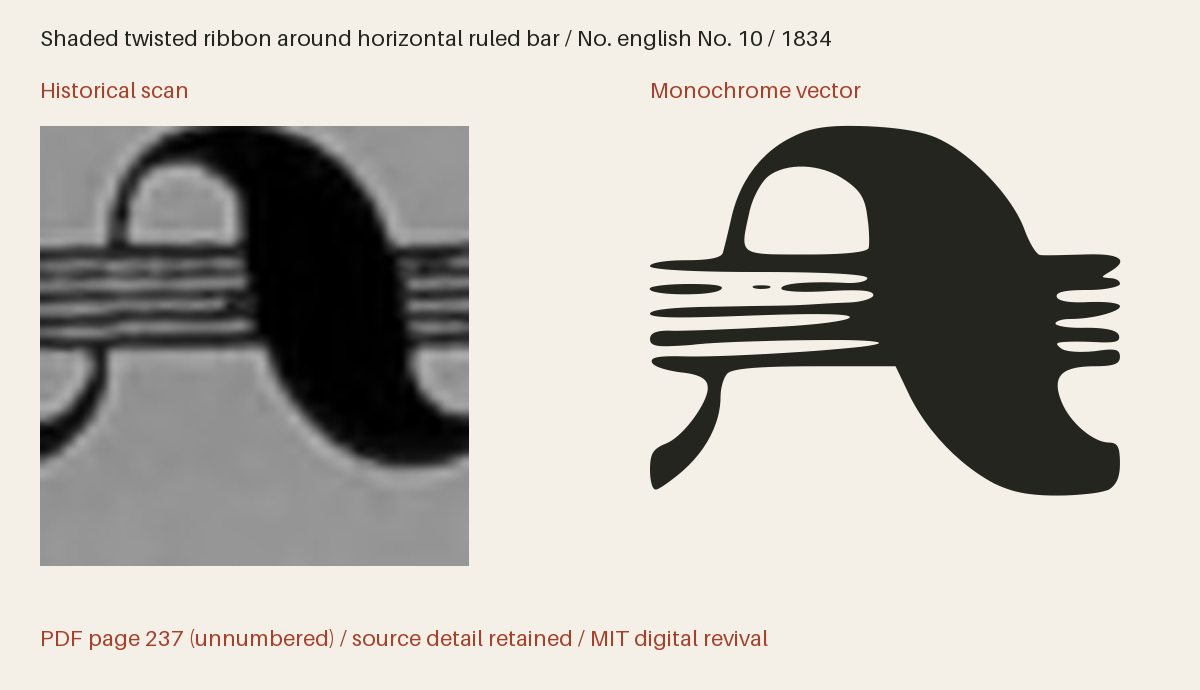 Shaded twisted ribbon around horizontal ruled bar / No. english No. 10 / 1834
Historical scan
Monochrome vector
PDF page 237 (unnumbered) / source detail retained / MIT digital revival